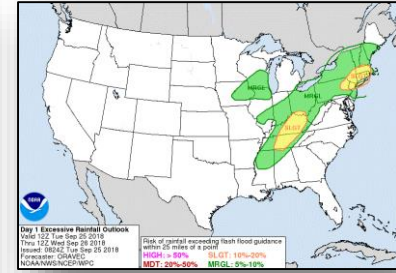 MRGL
SLGT
MRGL
SLGT
NOAA
Day 1 Excessive Rainfall Outlook
Valid 12Z Tue Sep 25 2018
Thru 12Z Wed Sep 26 2018
Issued: 0824Z Tue Sep 25 2018
Forecaster: ORAVEC
NOAA/NWS/NCEP/WPC
Risk of rainfall exceeding flash flood guidance
within 25 miles of a point
HIGH: > 50% SLGT: 10%-20%
MDT: 20%-50% MRGL: 5%-10%